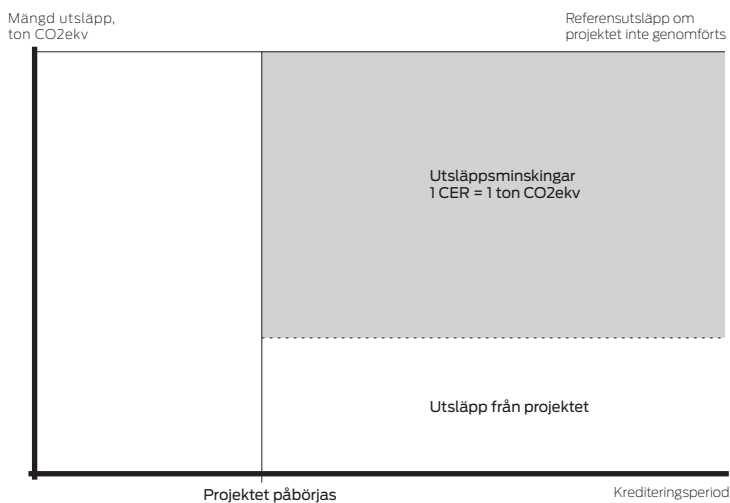 Mängd utsläpp,
ton CO2ekv
Referensutsläpp om
projektet inte genomförts
Utsläppsminskingar
1 CER = 1 ton CO2ekv
Utsläpp från projektet
Projektet påbörjas
Krediteringsperiod